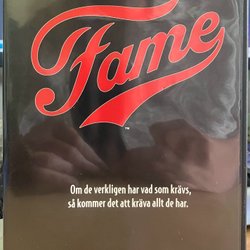 Fame
™
Om de verkligen har vad som krävs,
så kommer det att kräva allt de har.